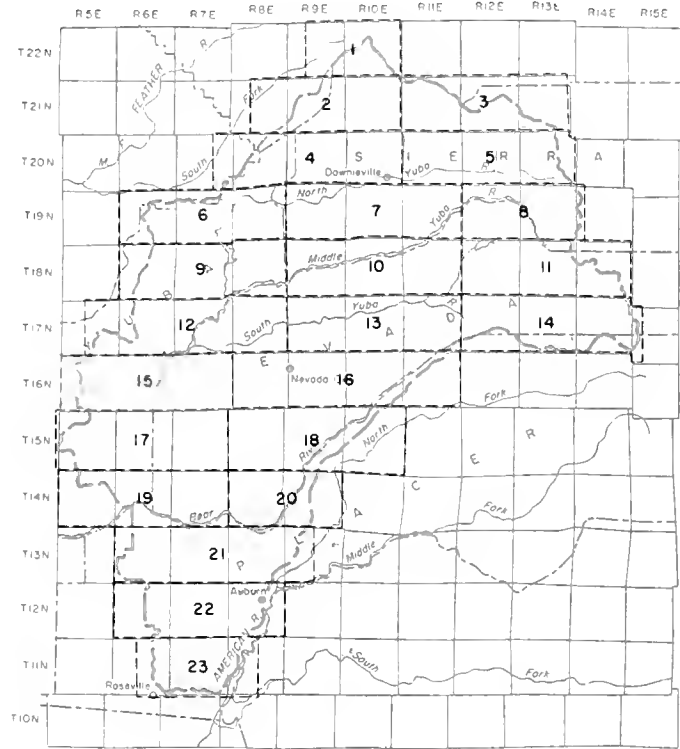 R5E R6E R7E R8E R9E R10E R11E R12E R13E R14E R15E
T22N
R
1
FEATHER
Fork
T21N
2
3
M.
South
T20N
4 S I E 5 R R A
Downieville
Yuba
R
North
T19N
6
7
Yuba
R
8
T18N
9
Middle
10
11
B
U
Y
T17N
12
South
Yuba
13
R
D
A
14
E V A
T16N
15
Nevada
16
Fork
T15N
17
18
River
North
C E R
T14N
19
Bear
20
A
Fork
T13N
21
P
Middle
T12N
22
Auburn
T11N
23
AMERICAN R
South
Fork
Roseville
T10N